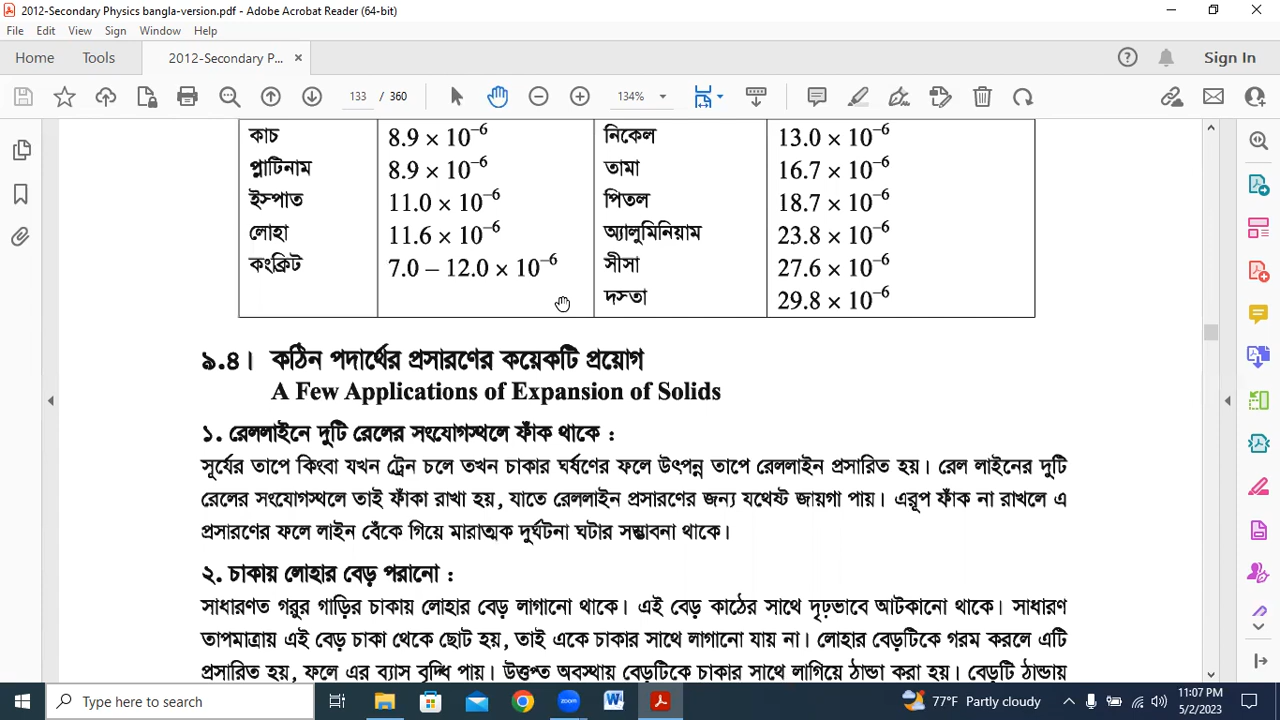 2012-Secondary Physics bangla-version.pdf - Adobe Acrobat Reader (64-bit)
File Edit View Sign Window Help
Home Tools 2012-Secondary P... × Sign In
133 / 360 134%
কাচ 8.9 × 10⁻⁶ নিকেল 13.0 × 10⁻⁶
প্লাটিনাম 8.9 × 10⁻⁶ তামা 16.7 × 10⁻⁶
ইস্পাত 11.0 × 10⁻⁶ পিতল 18.7 × 10⁻⁶
লোহা 11.6 × 10⁻⁶ অ্যালুমিনিয়াম 23.8 × 10⁻⁶
কংক্রিট 7.0 – 12.0 × 10⁻⁶ সীসা 27.6 × 10⁻⁶
দস্তা 29.8 × 10⁻⁶
৯.৪। কঠিন পদার্থের প্রসারণের কয়েকটি প্রয়োগ
A Few Applications of Expansion of Solids
১. রেললাইনে দুটি রেলের সংযোগস্থলে ফাঁক থাকে :
সূর্যের তাপে কিংবা যখন ট্রেন চলে তখন চাকার ঘর্ষণের ফলে উৎপন্ন তাপে রেললাইন প্রসারিত হয়। রেল লাইনের দুটি
রেলের সংযোগস্থলে তাই ফাঁকা রাখা হয়, যাতে রেললাইন প্রসারণের জন্য যথেষ্ট জায়গা পায়। এরূপ ফাঁক না রাখলে এ
প্রসারণের ফলে লাইন বেঁকে গিয়ে মারাত্মক দুর্ঘটনা ঘটার সম্ভাবনা থাকে।
২. চাকায় লোহার বেড় পরানো :
সাধারণত গরুর গাড়ির চাকায় লোহার বেড় লাগানো থাকে। এই বেড় কাঠের সাথে দৃঢ়ভাবে আটকানো থাকে। সাধারণ
তাপমাত্রায় এই বেড় চাকা থেকে ছোট হয়, তাই একে চাকার সাথে লাগানো যায় না। লোহার বেড়টিকে গরম করলে এটি
প্রসারিত হয়, ফলে এর ব্যাস বৃদ্ধি পায়। উত্তপ্ত অবস্থায় বেড়টিকে চাকার সাথে লাগিয়ে ঠান্ডা করা হয়। বেড়টি ঠান্ডায়
Type here to search zoom 77°F Partly cloudy 11:07 PM
5/2/2023